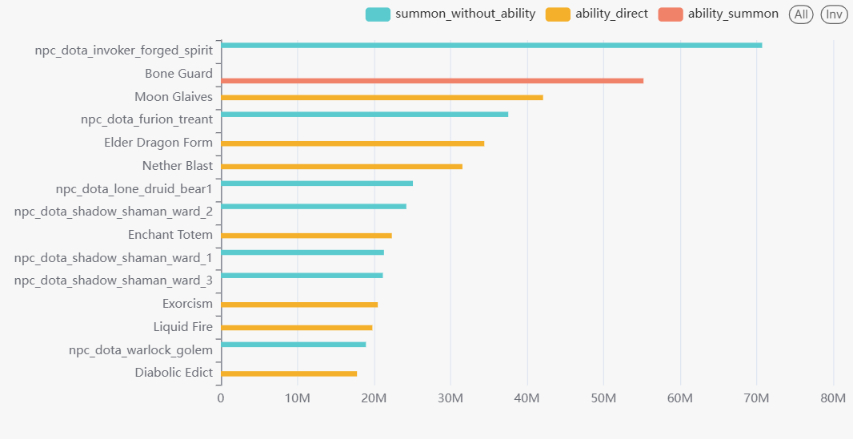 summon_without_ability ability_direct ability_summon All Inv
npc_dota_invoker_forged_spirit
Bone Guard
Moon Glaives
npc_dota_furion_treant
Elder Dragon Form
Nether Blast
npc_dota_lone_druid_bear1
npc_dota_shadow_shaman_ward_2
Enchant Totem
npc_dota_shadow_shaman_ward_1
npc_dota_shadow_shaman_ward_3
Exorcism
Liquid Fire
npc_dota_warlock_golem
Diabolic Edict
0 10M 20M 30M 40M 50M 60M 70M 80M